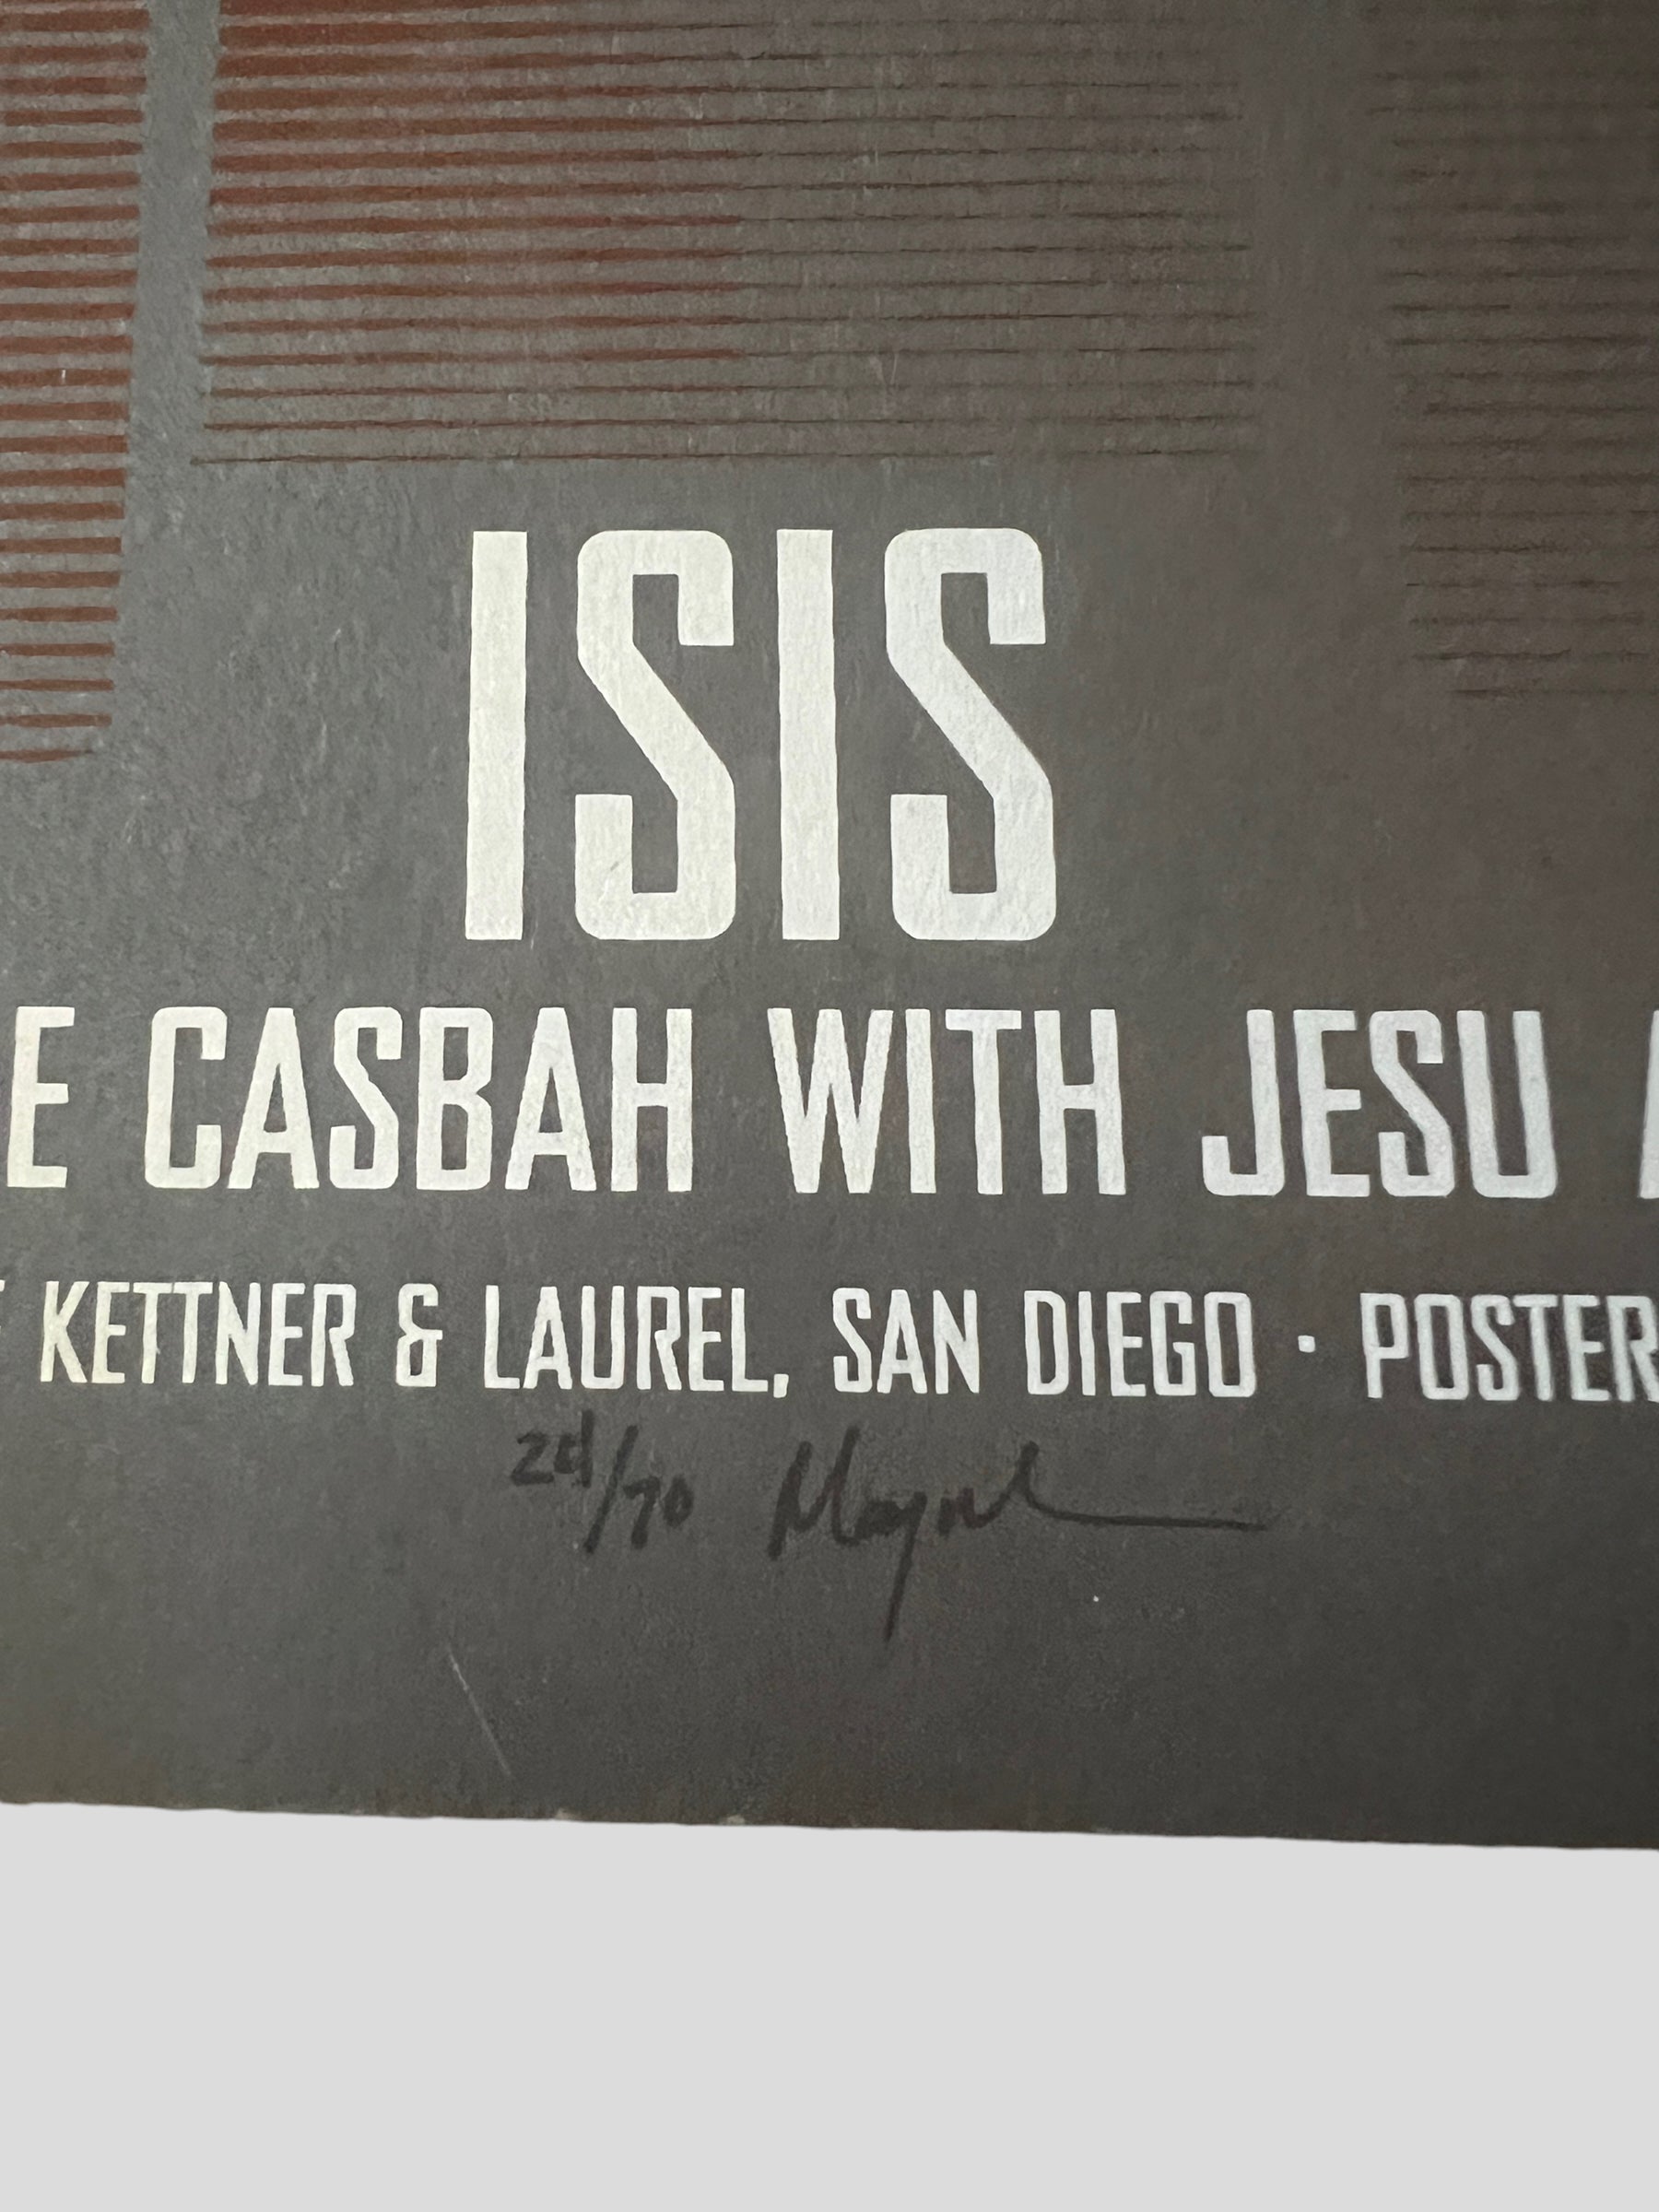 ISIS
E CASBAH WITH JESU
KETTNER & LAUREL, SAN DIEGO · POSTER
/70